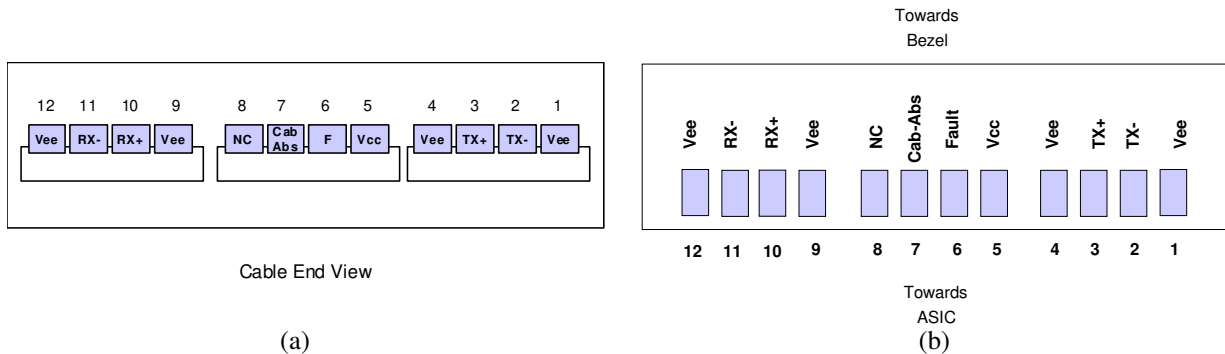 12 11 10 9 8 7 6 5 4 3 2 1
Vee RX- RX+ Vee NC Cab Abs F Vcc Vee TX+ TX- Vee
Cable End View
(a)
Towards
Bezel
Vee RX- RX+ Vee NC Cab-Abs Fault Vcc Vee TX+ TX- Vee
12 11 10 9 8 7 6 5 4 3 2 1
Towards
ASIC
(b)